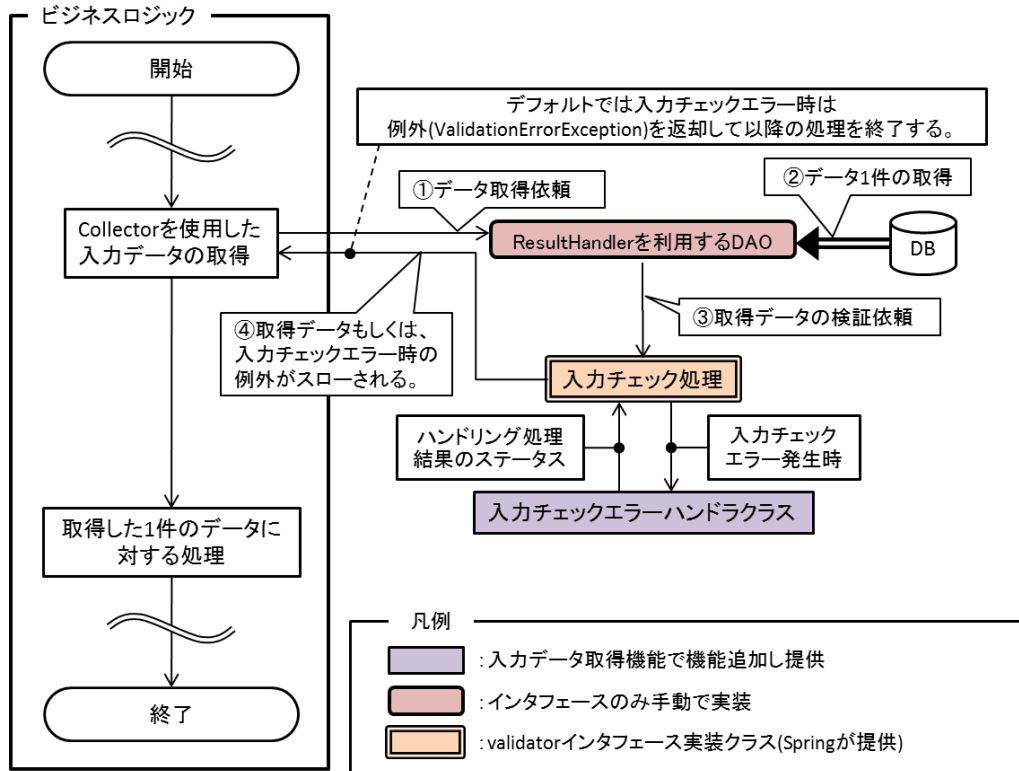 ビジネスロジック
開始
デフォルトでは入力チェックエラー時は
例外(ValidationErrorException)を返却して以降の処理を終了する。
①データ取得依頼
②データ1件の取得
Collectorを使用した
入力データの取得
ResultHandlerを利用するDAO
DB
③取得データの検証依頼
④取得データもしくは、
入力チェックエラー時の
例外がスローされる。
入力チェック処理
ハンドリング処理
結果のステータス
入力チェック
エラー発生時
入力チェックエラーハンドラクラス
取得した1件のデータに
対する処理
終了
凡例
：入力データ取得機能で機能追加し提供
：インタフェースのみ手動で実装
：validatorインタフェース実装クラス(Springが提供)